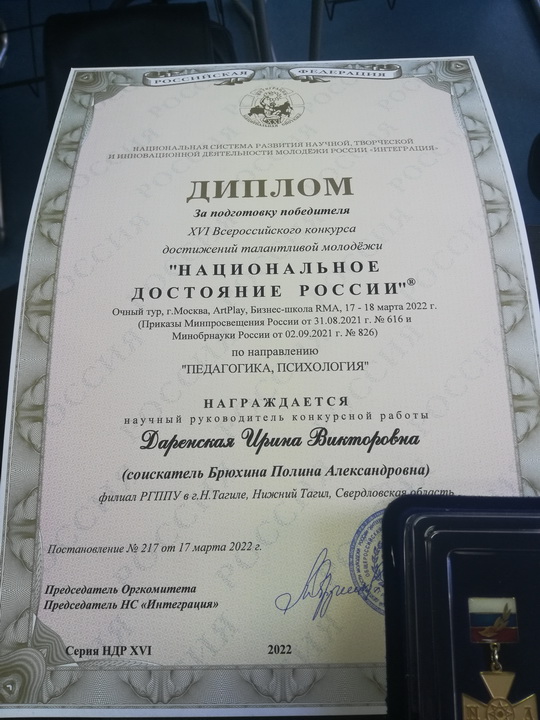 РОССИЙСКАЯ ФЕДЕРАЦИЯ
НАЦИОНАЛЬНАЯ СИСТЕМА РАЗВИТИЯ НАУЧНОЙ, ТВОРЧЕСКОЙ
И ИННОВАЦИОННОЙ ДЕЯТЕЛЬНОСТИ МОЛОДЁЖИ РОССИИ «ИНТЕГРАЦИЯ»
ДИПЛОМ
За подготовку победителя
XVI Всероссийского конкурса
достижений талантливой молодёжи
"НАЦИОНАЛЬНОЕ
ДОСТОЯНИЕ РОССИИ"®
Очный тур, г.Москва, ArtPlay, Бизнес-школа RMA, 17 - 18 марта 2022 г.
(Приказы Минпросвещения России от 31.08.2021 г. № 616 и
Минобрнауки России от 02.09.2021 г. № 826)
по направлению
"ПЕДАГОГИКА, ПСИХОЛОГИЯ"
НАГРАЖДАЕТСЯ
научный руководитель конкурсной работы
Даренская Ирина Викторовна
(соискатель Брюхина Полина Александровна)
филиал РГППУ в г.Н.Тагиле, Нижний Тагил, Свердловская область
Постановление № 217 от 17 марта 2022 г.
Председатель Оргкомитета
Председатель НС «Интеграция»
Серия НДР XVI 2022